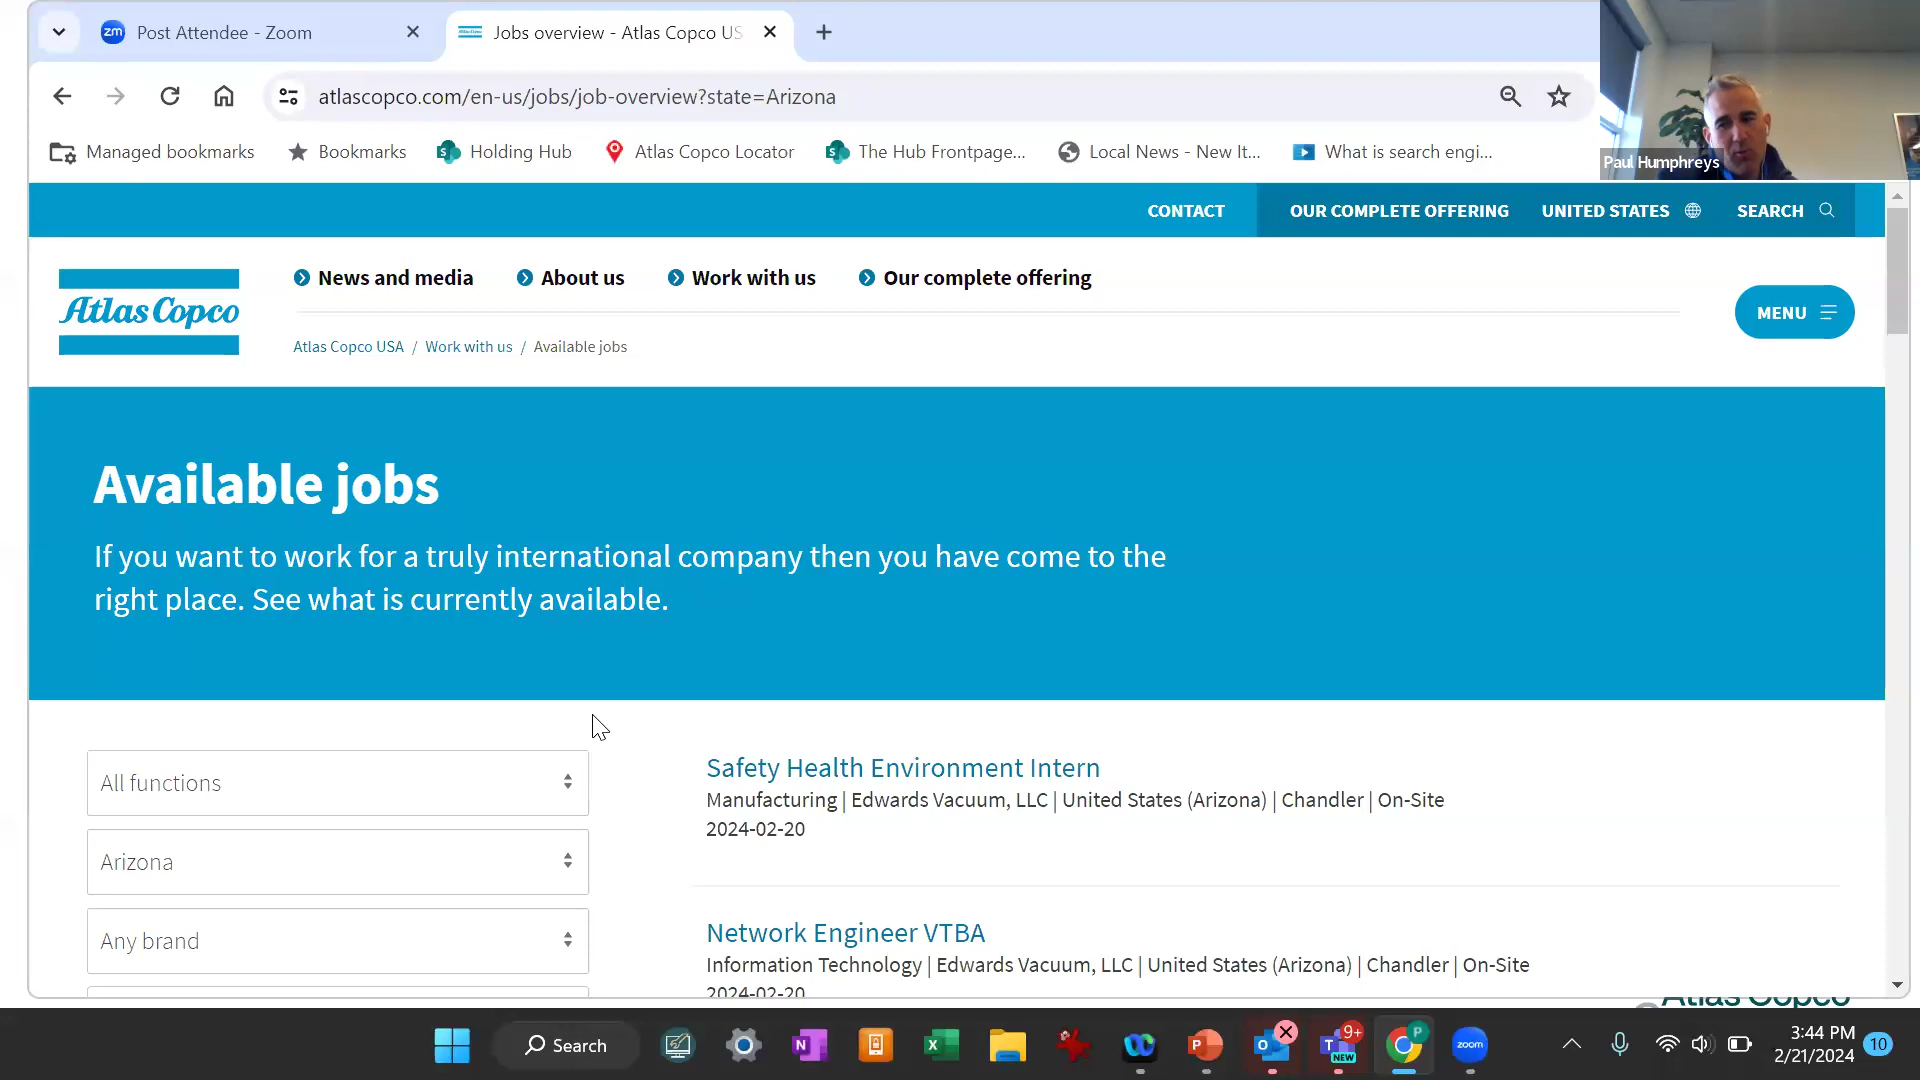 Post Attendee - Zoom
Jobs overview - Atlas Copco US
atlascopco.com/en-us/jobs/job-overview?state=Arizona
Managed bookmarks
Bookmarks
Holding Hub
Atlas Copco Locator
The Hub Frontpage...
Local News - New It...
What is search engi...
Paul Humphreys
CONTACT
OUR COMPLETE OFFERING
UNITED STATES
SEARCH
Atlas Copco
News and media
About us
Work with us
Our complete offering
MENU
Atlas Copco USA / Work with us / Available jobs
Available jobs
If you want to work for a truly international company then you have come to the
right place. See what is currently available.
All functions
Arizona
Any brand
Safety Health Environment Intern
Manufacturing | Edwards Vacuum, LLC | United States (Arizona) | Chandler | On-Site
2024-02-20
Network Engineer VTBA
Information Technology | Edwards Vacuum, LLC | United States (Arizona) | Chandler | On-Site
2024-02-20
Atlas Copco
Search
9+
NEW
zoom
3:44 PM
2/21/2024
10